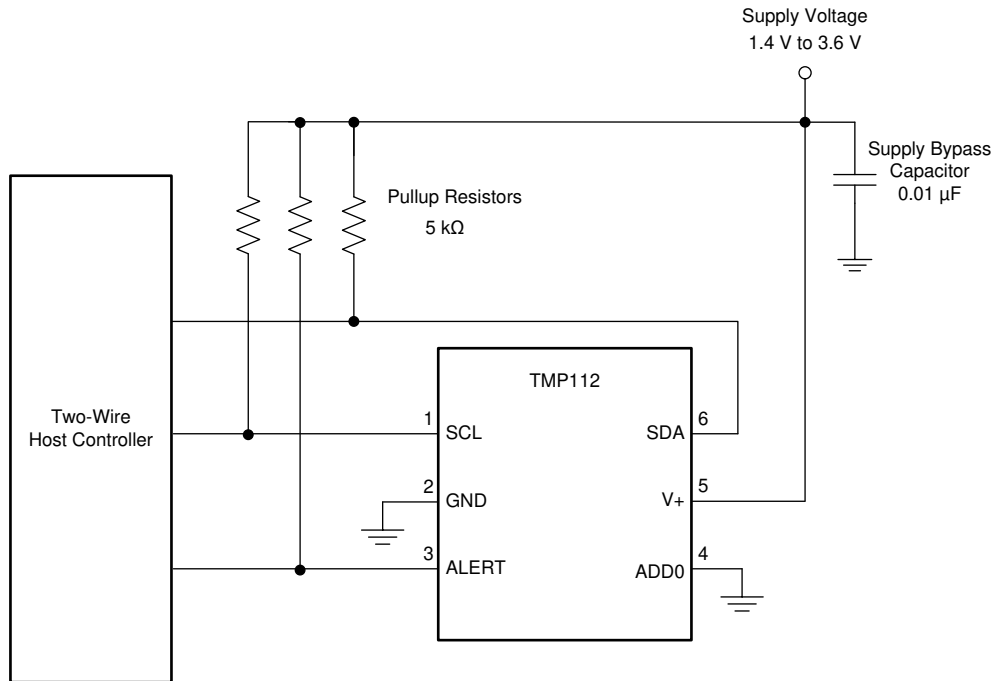 Supply Voltage
1.4 V to 3.6 V
Supply Bypass
Capacitor
0.01 µF
Pullup Resistors
5 kΩ
Two-Wire
Host Controller
TMP112
1
SCL
2
GND
3
ALERT
6
SDA
5
V+
4
ADD0